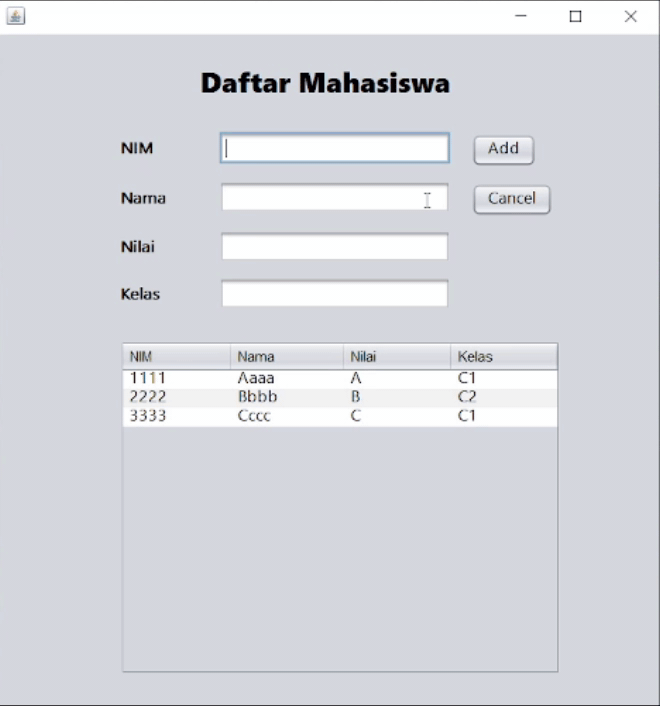 Daftar Mahasiswa
NIM Add
Nama Cancel
Nilai
Kelas
NIM Nama Nilai Kelas
1111 Aaaa A C1
2222 Bbbb B C2
3333 Cccc C C1